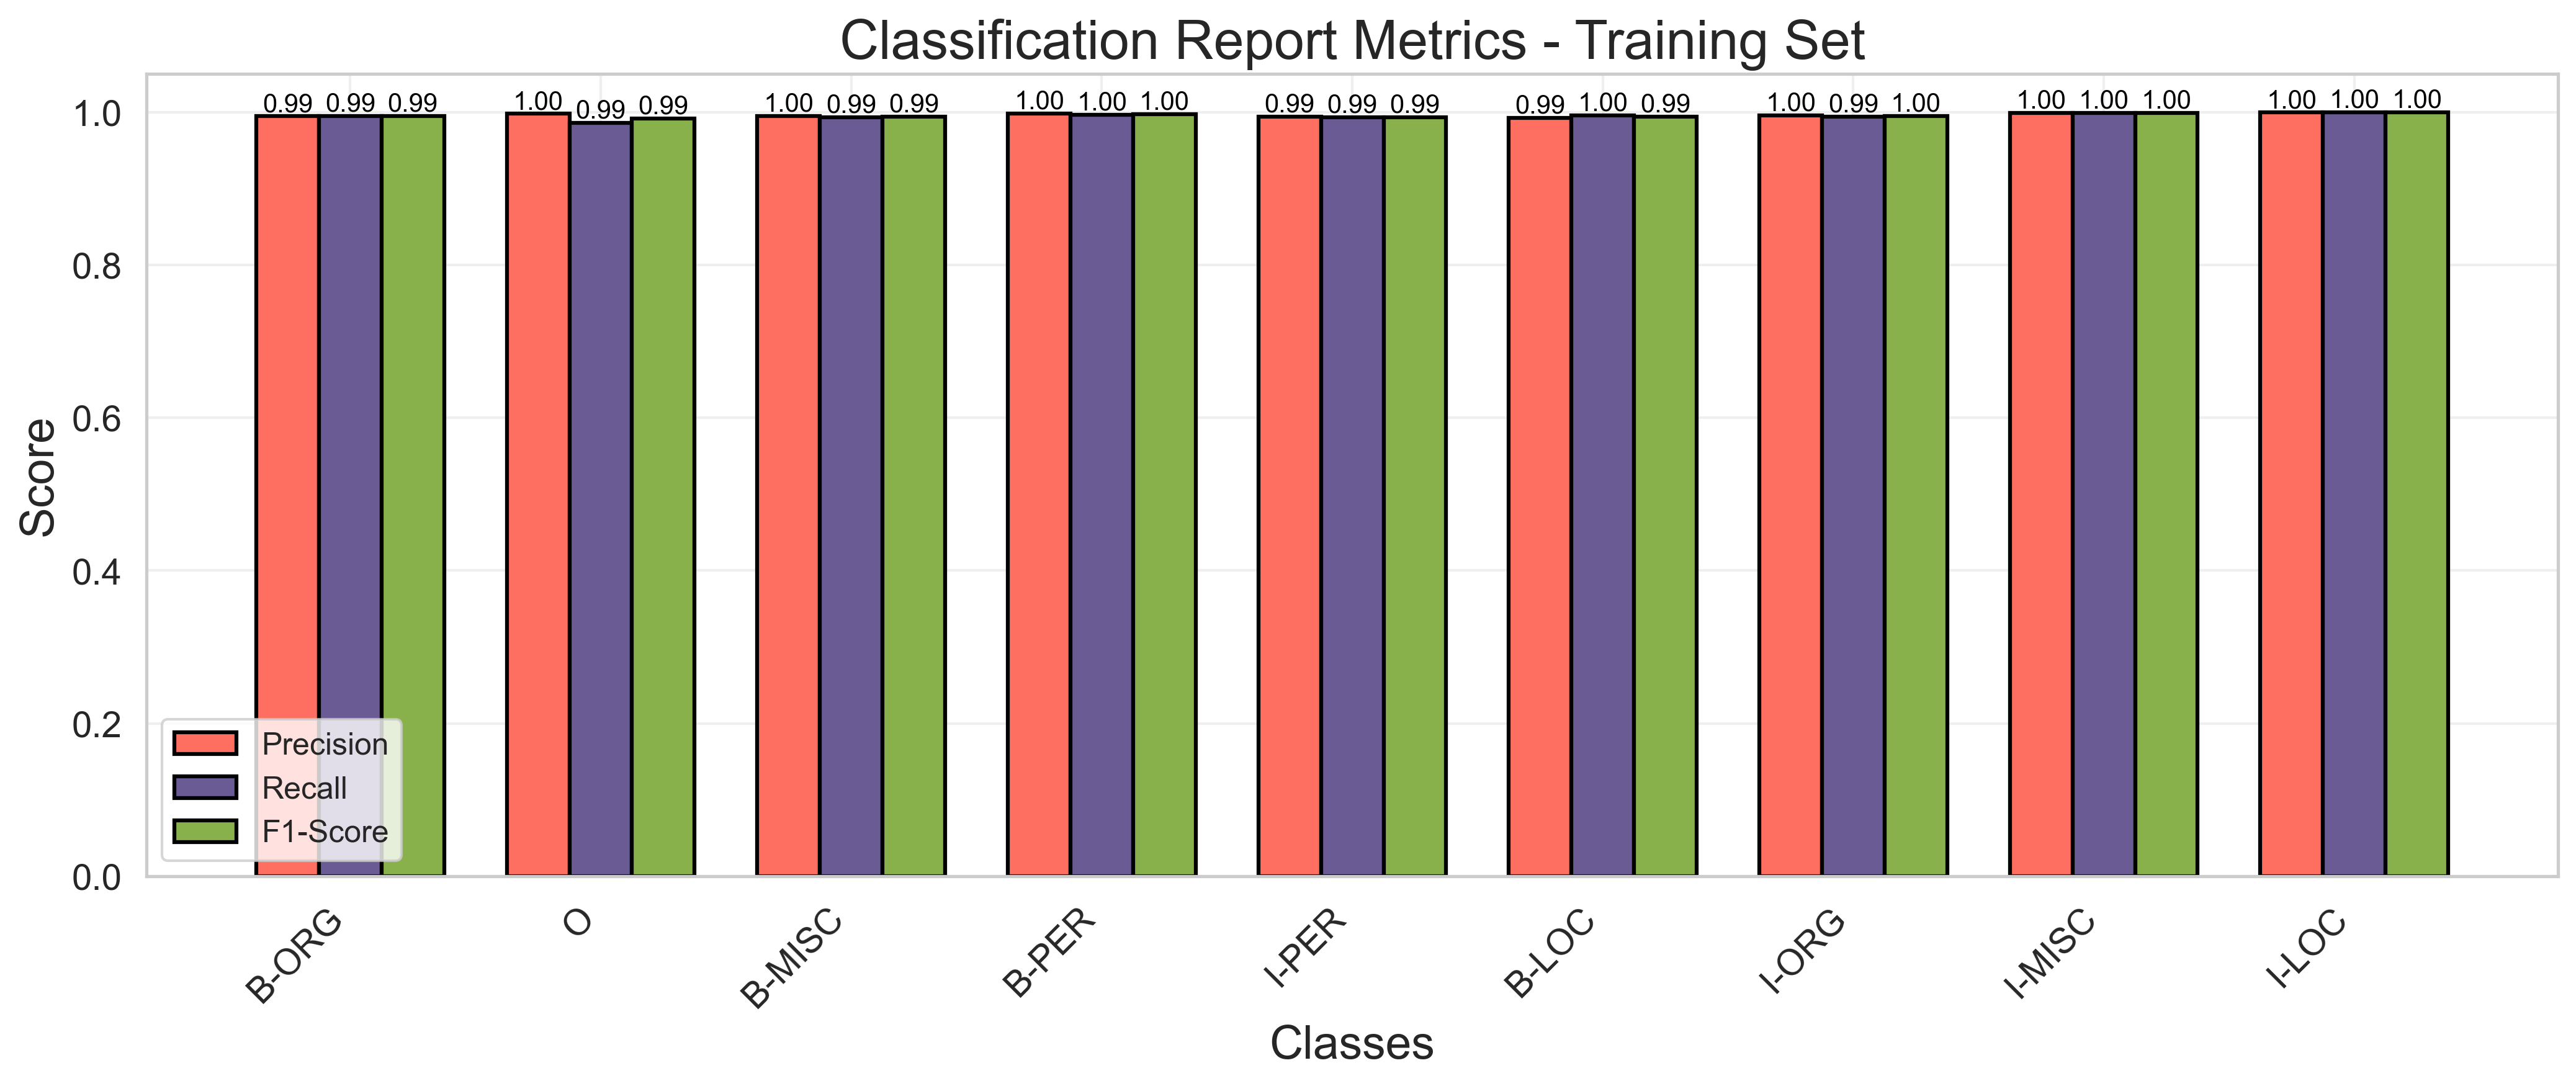 Classification Report Metrics - Training Set
0.99 0.99 0.99 1.00 0.99 0.99 1.00 0.99 0.99 1.00 1.00 1.00 0.99 0.99 0.99 0.99 1.00 0.99 1.00 0.99 1.00 1.00 1.00 1.00 1.00 1.00 1.00
1.0
0.8
0.6
0.4
0.2
0.0
Score
Precision
Recall
F1-Score
B-ORG O B-MISC B-PER I-PER B-LOC I-ORG I-MISC I-LOC
Classes